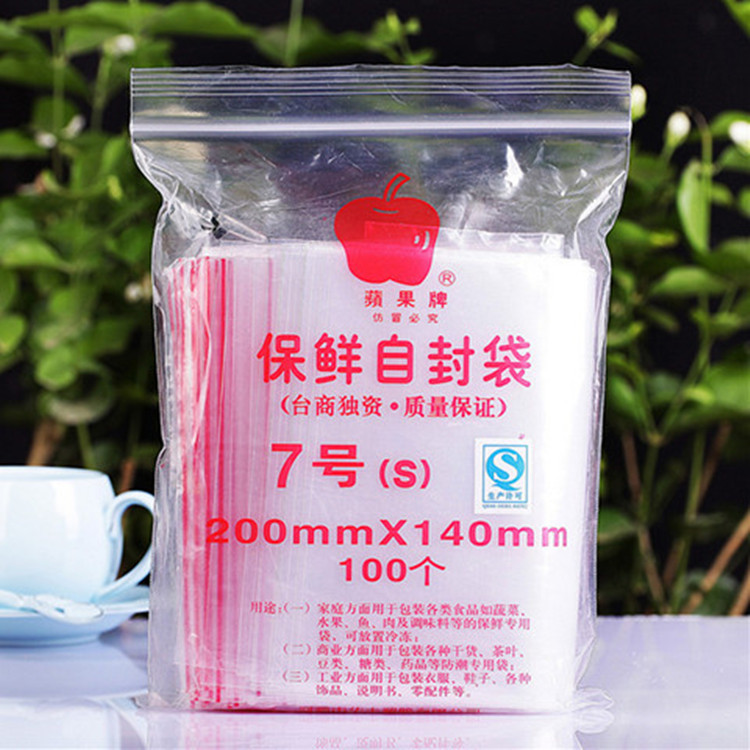 ®
蘋果牌
仿冒必究
保鲜自封袋
(台商独资·质量保证)
7号(S)
生产许可
200mmX140mm
100个
用途:(一)家庭方面用于包装各类食品如蔬菜、
水果、鱼、肉及调味料等的保鲜专用
袋,可放置冷冻;
(二)商业方面用于包装各种干货、茶叶、
豆类、糖类、药品等防潮专用袋;
(三)工业方面用于包装衣服、鞋子、各种
饰品、说明书、零配件等。